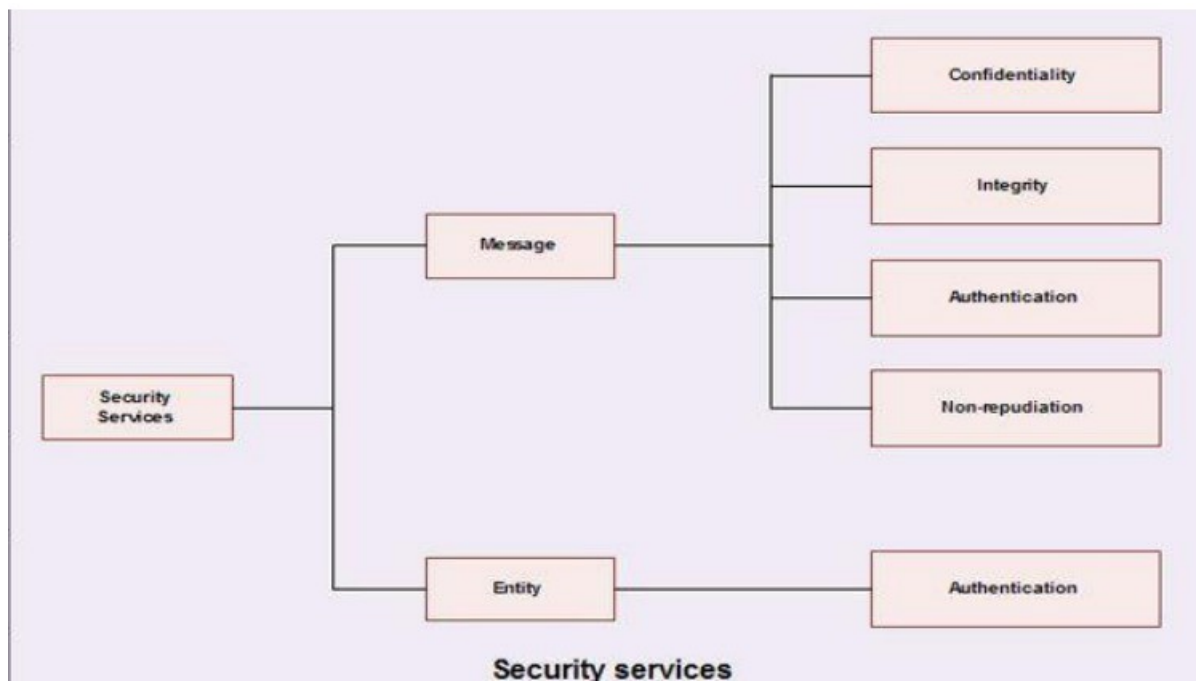 Confidentiality
Integrity
Message
Authentication
Security
Services
Non-repudiation
Entity
Authentication
Security services